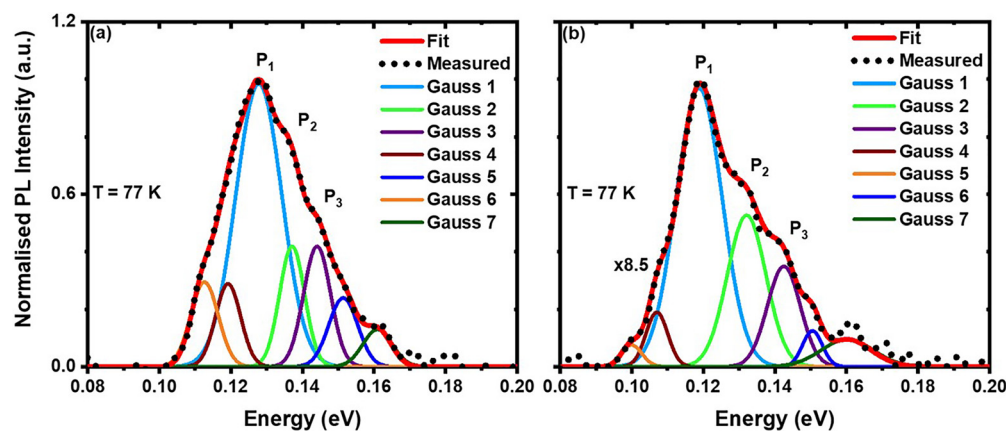 (a)
P1
P2
P3
T = 77 K
Fit
Measured
Gauss 1
Gauss 2
Gauss 3
Gauss 4
Gauss 5
Gauss 6
Gauss 7
Normalised PL Intensity (a.u.)
1.2
0.6
0.0
0.08 0.10 0.12 0.14 0.16 0.18 0.20
Energy (eV)
(b)
P1
P2
P3
T = 77 K
x8.5
Fit
Measured
Gauss 1
Gauss 2
Gauss 3
Gauss 4
Gauss 5
Gauss 6
Gauss 7
0.08 0.10 0.12 0.14 0.16 0.18 0.20
Energy (eV)